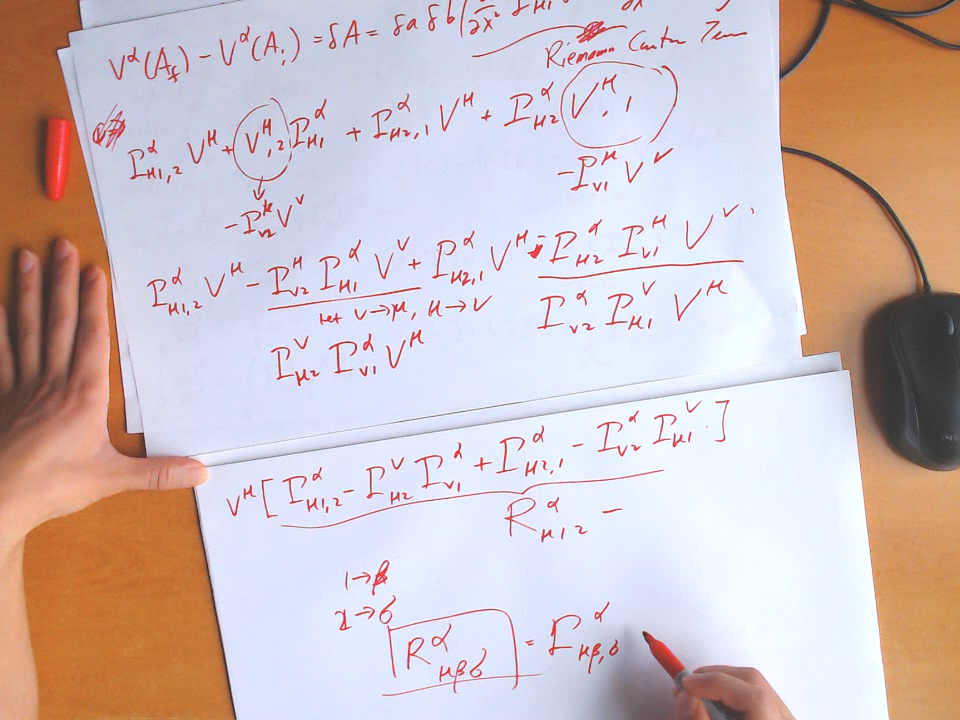 V^α(A_f) - V^α(A_i) = δA = δa δb (∂/∂x²
Riemann Tensor
Γ^α_{μ1,2} V^μ + V^μ_{,2} Γ^α_{μ1} + Γ^α_{μ2,1} V^μ + Γ^α_{μ2} V^μ_{,1}
-Γ^μ_{ν2} V^ν -Γ^μ_{ν1} V^ν
Γ^α_{μ1,2} V^μ - Γ^μ_{ν2} Γ^α_{μ1} V^ν + Γ^α_{μ2,1} V^μ - Γ^α_{μ2} Γ^μ_{ν1} V^ν
let ν→μ, μ→ν
Γ^ν_{μ2} Γ^α_{ν1} V^μ Γ^α_{ν2} Γ^ν_{μ1} V^μ
V^μ [Γ^α_{μ1,2} - Γ^ν_{μ2} Γ^α_{ν1} + Γ^α_{μ2,1} - Γ^α_{ν2} Γ^ν_{μ1}]
R^α_{μ12} -
1→β
2→σ
R^α_{μβσ} = Γ^α_{μβ,σ}